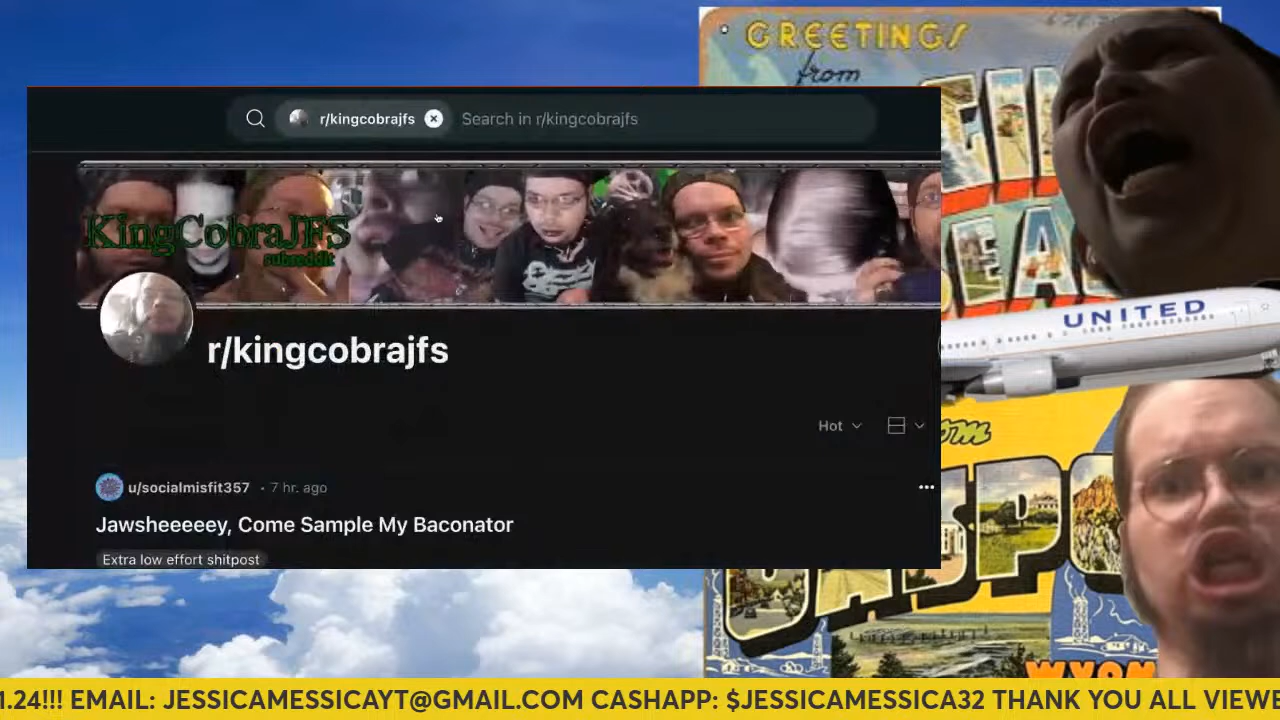 GREETINGS
from
r/kingcobrajfs
Search in r/kingcobrajfs
KingCobraJFS
subreddit
r/kingcobrajfs
UNITED
Hot
u/socialmisfit357 • 7 hr. ago
Jawsheeeeey, Come Sample My Baconator
Extra low effort shitpost
1.24!!! EMAIL: JESSICAMESSICAYT@GMAIL.COM CASHAPP: $JESSICAMESSICA32 THANK YOU ALL VIEWE